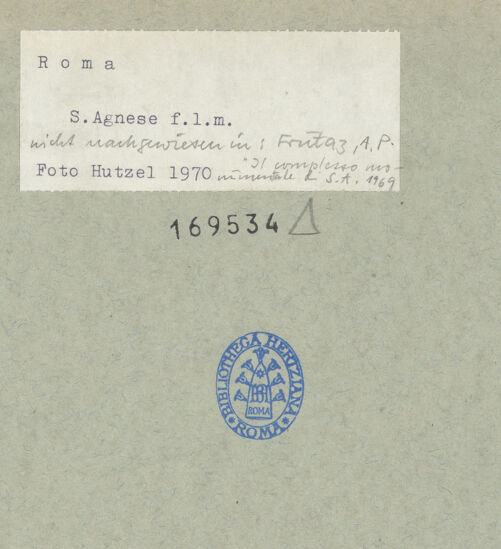 R o m a
S.Agnese f.l.m.
nicht nachgewiesen in: Frutaz, A.P.
"Il complesso mo-
Foto Hutzel 1970 numentale di S.A. 1969
169534
BIBLIOTHECA HERTZIANA
ROMA
ROMA